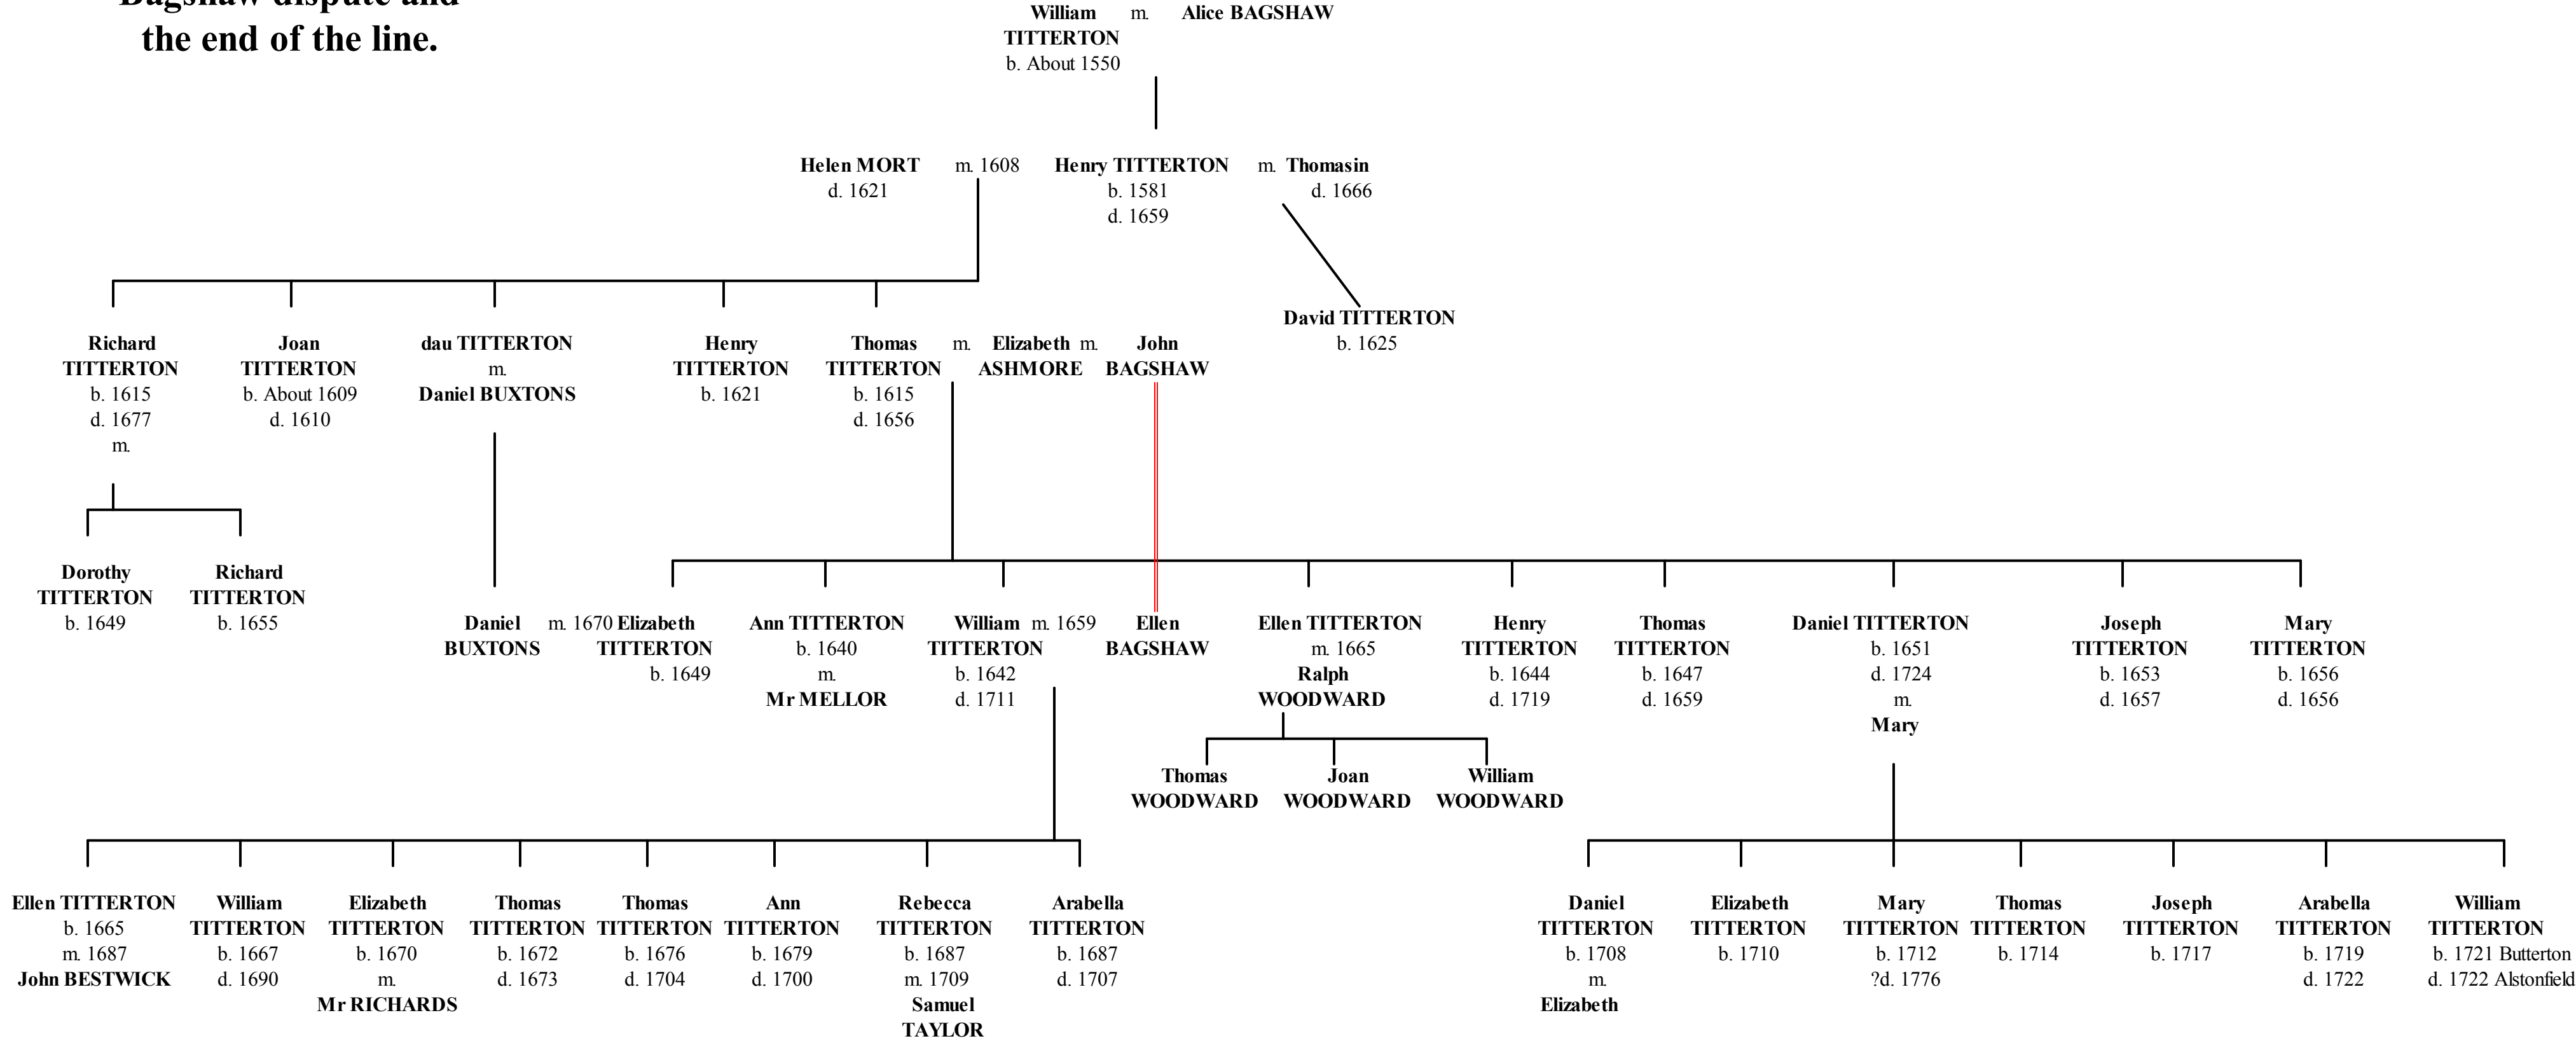 Bagshaw dispute and
the end of the line.
William m. Alice BAGSHAW
TITTERTON
b. About 1550
Helen MORT m. 1608 Henry TITTERTON m. Thomasin
d. 1621 b. 1581 d. 1666
d. 1659
David TITTERTON
b. 1625
Richard Joan dau TITTERTON Henry Thomas m. Elizabeth m. John
TITTERTON TITTERTON m. TITTERTON TITTERTON ASHMORE BAGSHAW
b. 1615 b. About 1609 Daniel BUXTONS b. 1621 b. 1615
d. 1677 d. 1610 d. 1656
m.
Dorothy Richard
TITTERTON TITTERTON
b. 1649 b. 1655
Daniel m. 1670 Elizabeth Ann TITTERTON William m. 1659 Ellen Ellen TITTERTON Henry Thomas Daniel TITTERTON Joseph Mary
BUXTONS TITTERTON b. 1640 TITTERTON BAGSHAW m. 1665 TITTERTON TITTERTON b. 1651 TITTERTON TITTERTON
b. 1649 m. b. 1642 Ralph b. 1644 b. 1647 d. 1724 b. 1653 b. 1656
Mr MELLOR d. 1711 WOODWARD d. 1719 d. 1659 m. d. 1657 d. 1656
Mary
Thomas Joan William
WOODWARD WOODWARD WOODWARD
Ellen TITTERTON William Elizabeth Thomas Thomas Ann Rebecca Arabella Daniel Elizabeth Mary Thomas Joseph Arabella William
b. 1665 TITTERTON TITTERTON TITTERTON TITTERTON TITTERTON TITTERTON TITTERTON TITTERTON TITTERTON TITTERTON TITTERTON TITTERTON TITTERTON TITTERTON
m. 1687 b. 1667 b. 1670 b. 1672 b. 1676 b. 1679 b. 1687 b. 1687 b. 1708 b. 1710 b. 1712 b. 1714 b. 1717 b. 1719 b. 1721 Butterton
John BESTWICK d. 1690 m. d. 1673 d. 1704 d. 1700 m. 1709 d. 1707 m. ?d. 1776 d. 1722 d. 1722 Alstonfield
Mr RICHARDS Samuel Elizabeth
TAYLOR